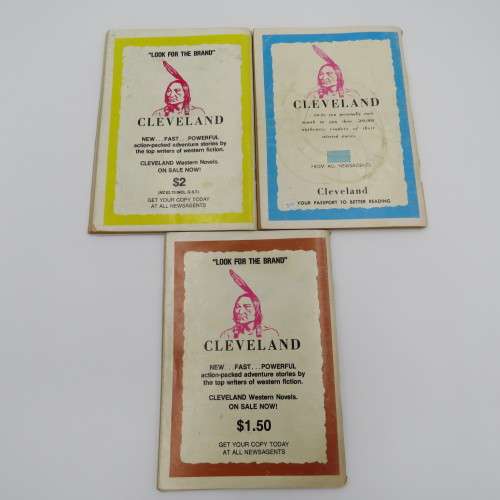 "LOOK FOR THE BRAND"
CLEVELAND
NEW...FAST...POWERFUL
action-packed adventure stories by
the top writers of western fiction.
CLEVELAND Western Novels.
ON SALE NOW!
$2
GET YOUR COPY TODAY
AT ALL NEWSAGENTS
CLEVELAND
authentic readers of their
FROM ALL NEWSAGENTS
Cleveland
YOUR PASSPORT TO BETTER READING
"LOOK FOR THE BRAND"
CLEVELAND
NEW...FAST...POWERFUL
action-packed adventure stories by
the top writers of western fiction.
CLEVELAND Western Novels.
ON SALE NOW!
$1.50
GET YOUR COPY TODAY
AT ALL NEWSAGENTS